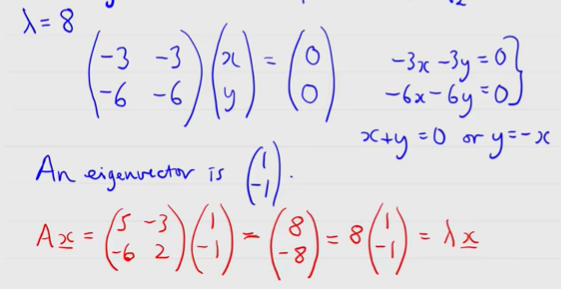 λ = 8
(-3 -3; -6 -6) (x; y) = (0; 0)
-3x - 3y = 0
-6x - 6y = 0 }
x + y = 0 or y = -x
An eigenvector is (1; -1).
Ax = (5 -3; -6 2) (1; -1) = (8; -8) = 8 (1; -1) = λx